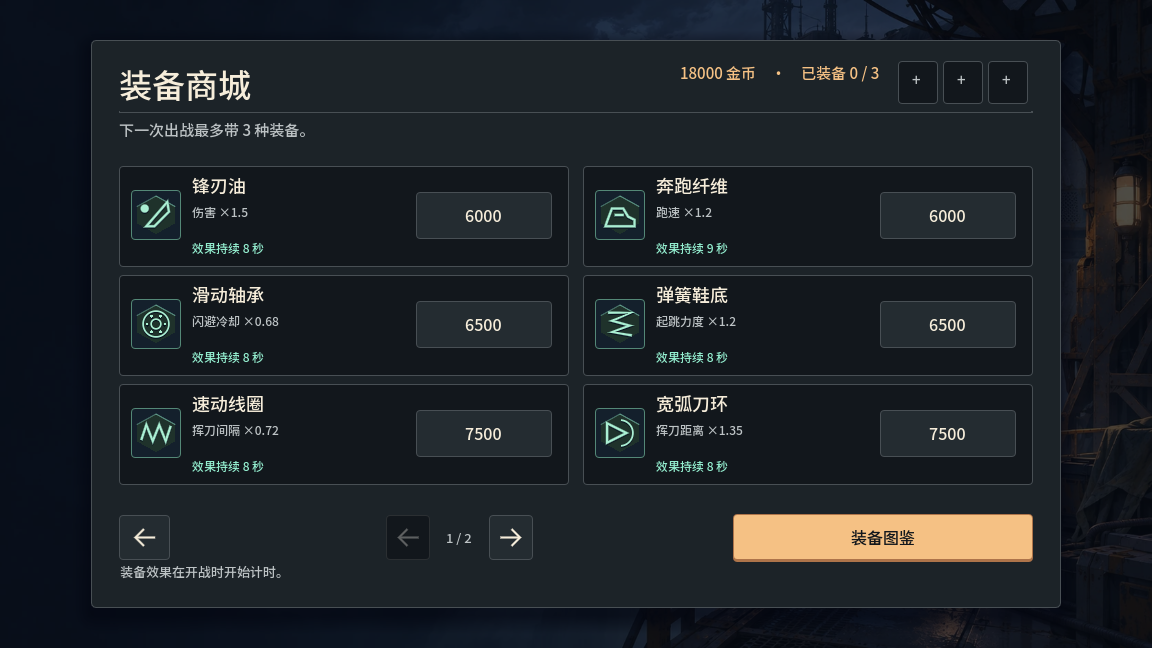 装备商城
18000 金币 • 已装备 0 / 3
+ + +
下一次出战最多带 3 种装备。
锋刃油
伤害 ×1.5
效果持续 8 秒
6000
奔跑纤维
跑速 ×1.2
效果持续 9 秒
6000
滑动轴承
闪避冷却 ×0.68
效果持续 8 秒
6500
弹簧鞋底
起跳力度 ×1.2
效果持续 8 秒
6500
速动线圈
挥刀间隔 ×0.72
效果持续 8 秒
7500
宽弧刀环
挥刀距离 ×1.35
效果持续 8 秒
7500
1 / 2
装备图鉴
装备效果在开战时开始计时。